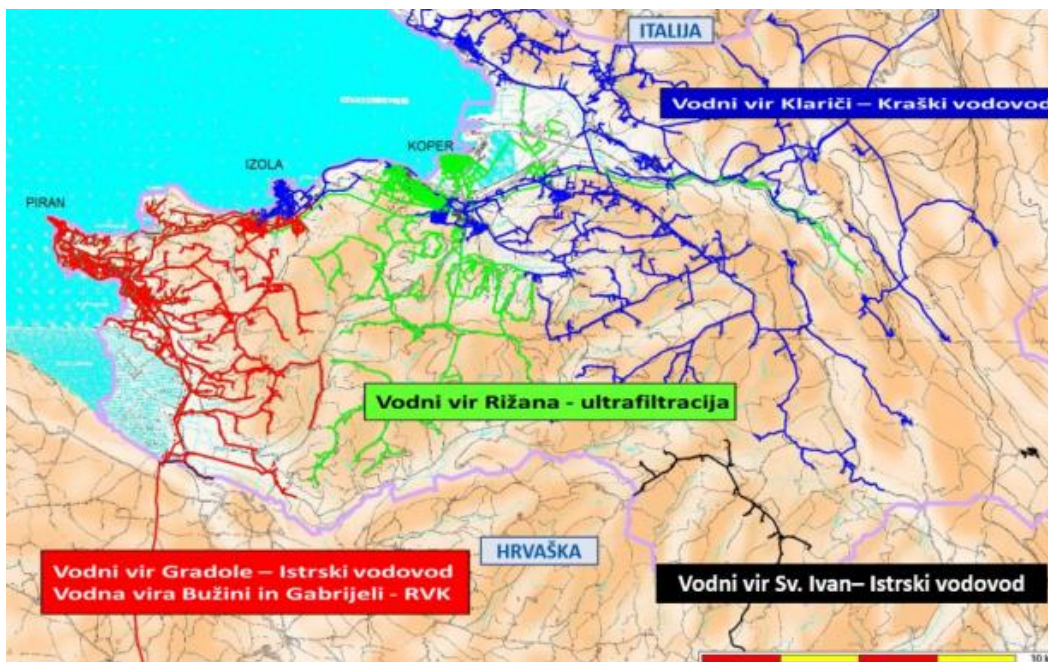 ITALIJA
Vodni vir Klariči – Kraški vodovod
KOPER
IZOLA
PIRAN
Vodni vir Rižana - ultrafiltracija
HRVAŠKA
Vodni vir Gradole – Istrski vodovod
Vodna vira Bužini in Gabrijeli - RVK
Vodni vir Sv. Ivan– Istrski vodovod